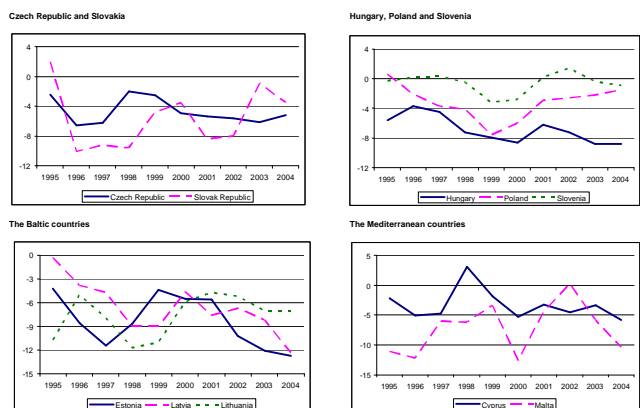 Czech Republic and Slovakia
4
0
-4
-8
-12
1995 1996 1997 1998 1999 2000 2001 2002 2003 2004
Czech Republic Slovak Republic
Hungary, Poland and Slovenia
4
0
-4
-8
-12
1995 1996 1997 1998 1999 2000 2001 2002 2003 2004
Hungary Poland Slovenia
The Baltic countries
0
-3
-6
-9
-12
-15
1995 1996 1997 1998 1999 2000 2001 2002 2003 2004
Estonia Latvia Lithuania
The Mediterranean countries
5
0
-5
-10
-15
1995 1996 1997 1998 1999 2000 2001 2002 2003 2004
Cyprus Malta